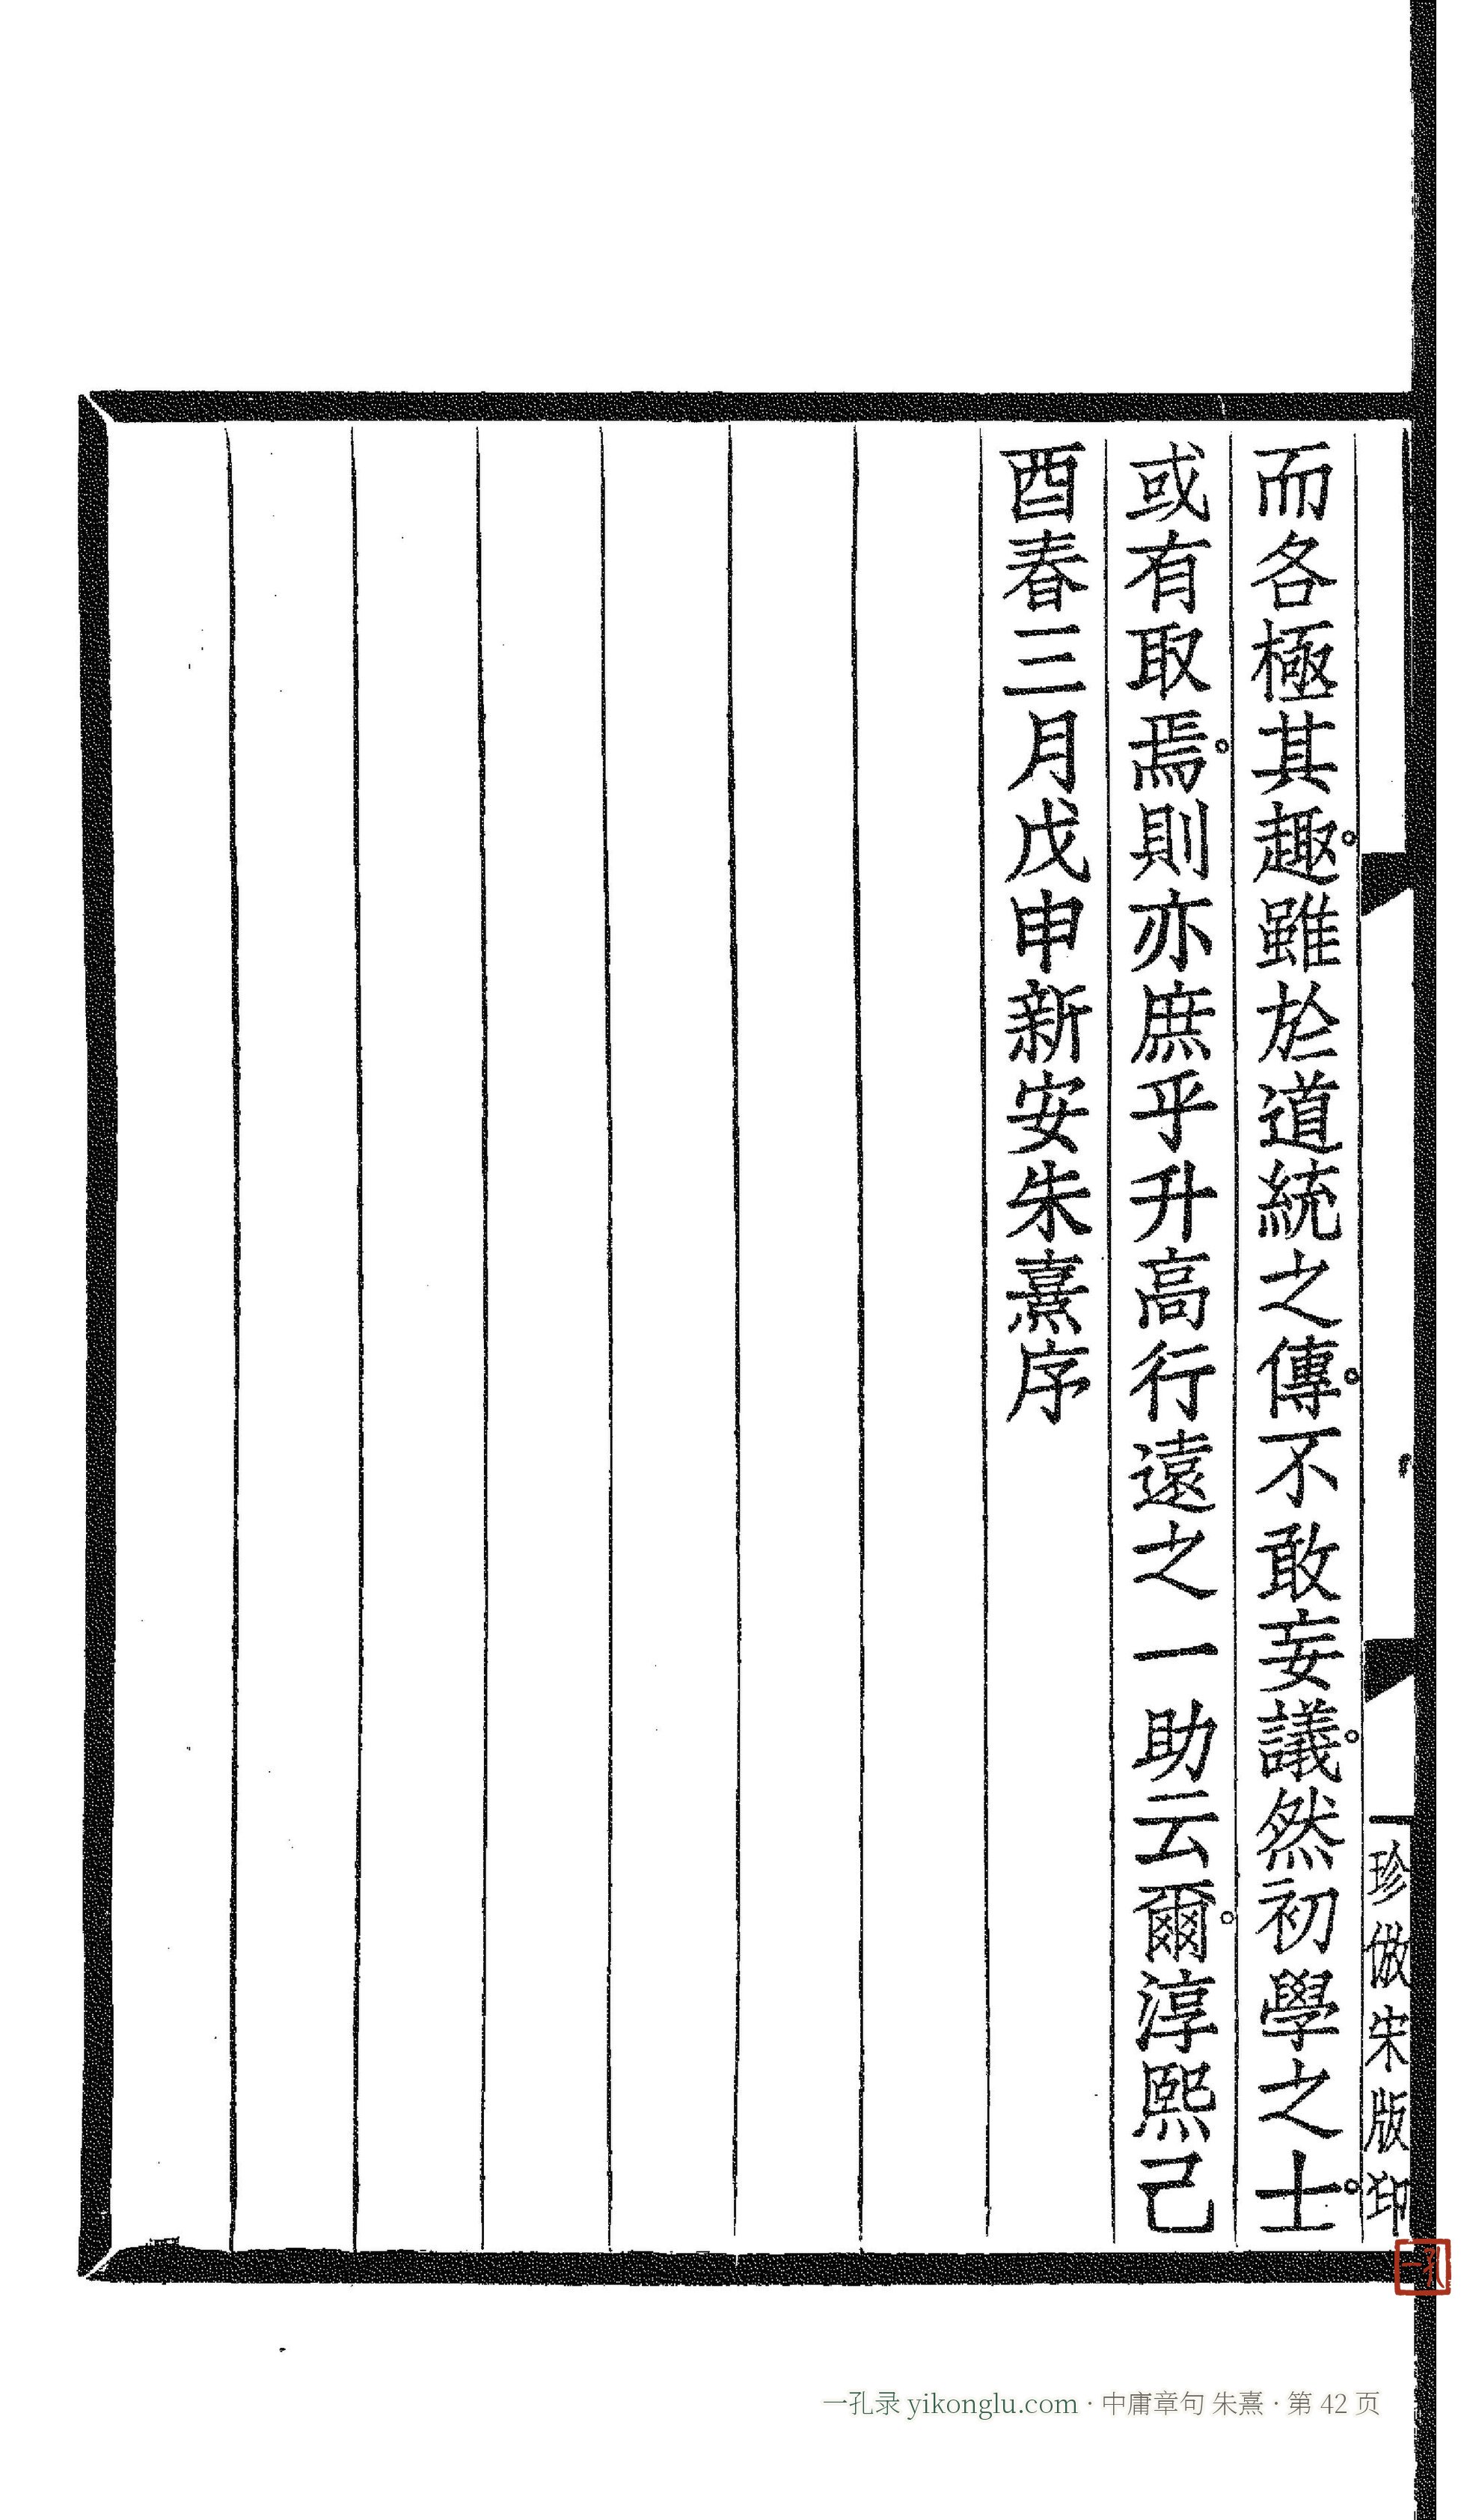 而各極其趣。雖於道統之傳。不敢妄議。然初學之士。
或有取焉。則亦庶乎升高行遠之一助云爾。淳熙己
酉春三月戊申新安朱熹序
珍倣宋版印
一孔
一孔录 yikonglu.com · 中庸章句 朱熹 · 第 42 页